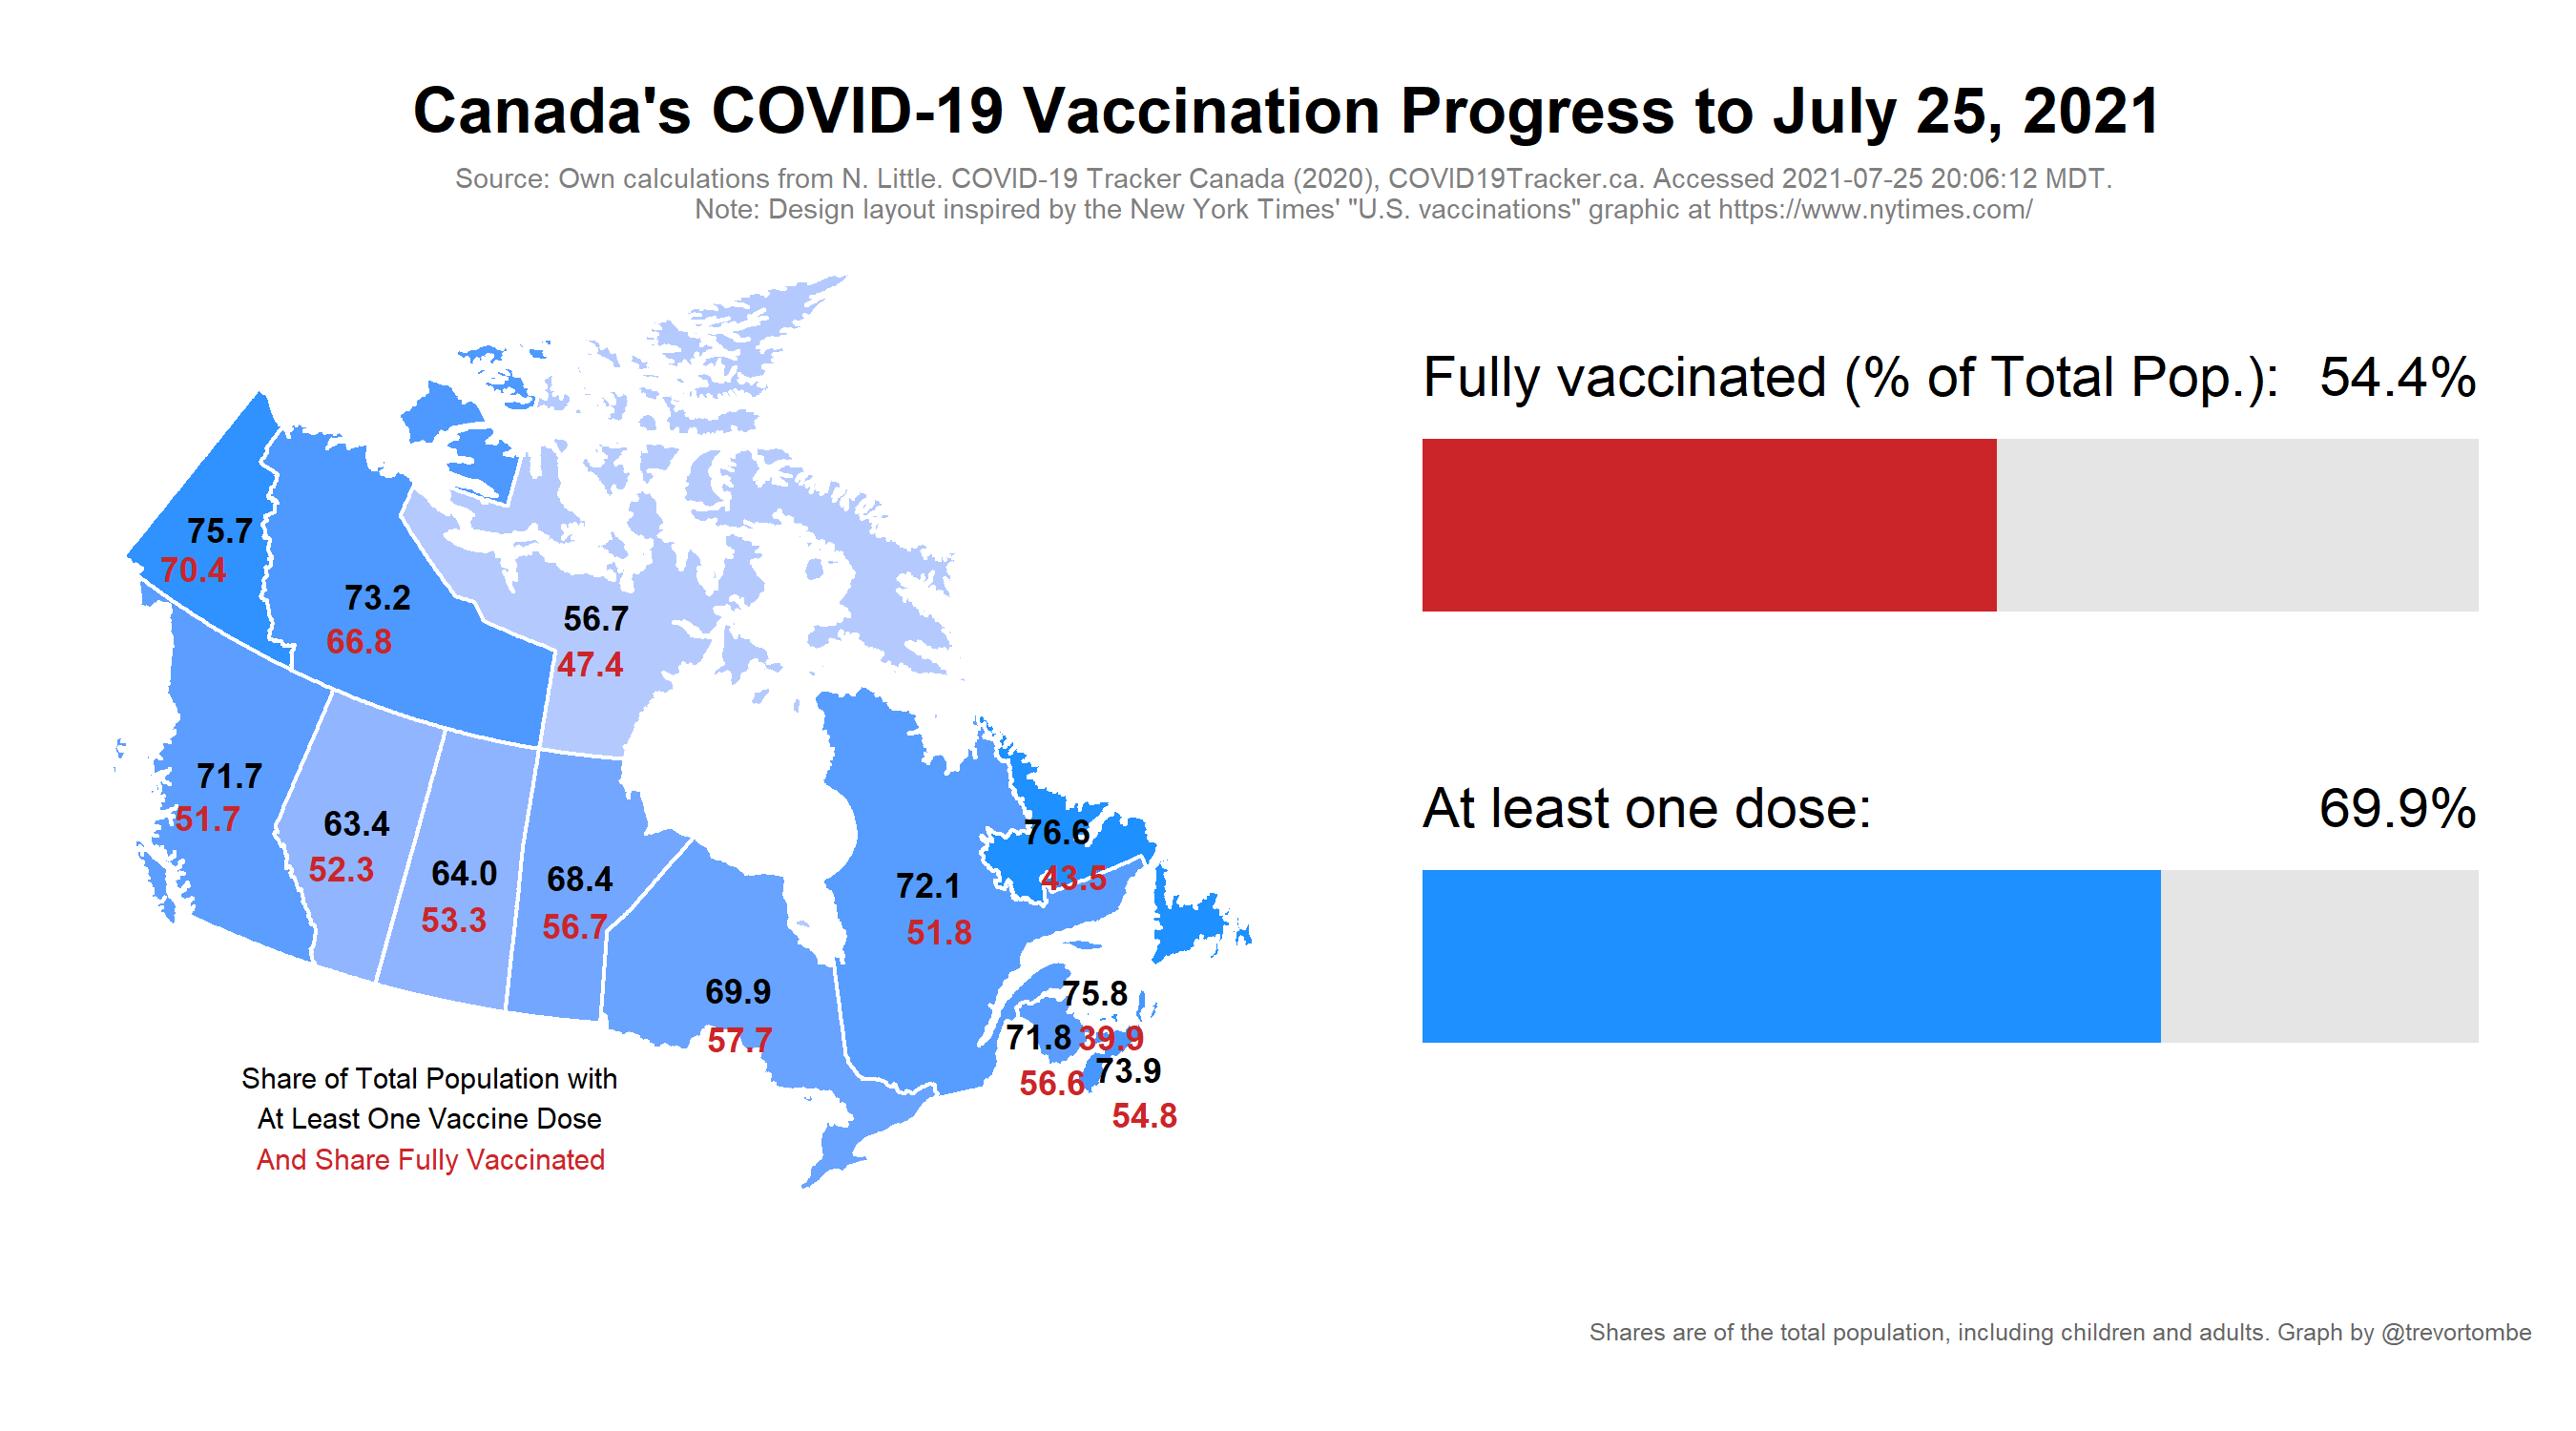 Canada's COVID-19 Vaccination Progress to July 25, 2021
Source: Own calculations from N. Little. COVID-19 Tracker Canada (2020), COVID19Tracker.ca. Accessed 2021-07-25 20:06:12 MDT.
Note: Design layout inspired by the New York Times' "U.S. vaccinations" graphic at https://www.nytimes.com/
75.7
70.4
73.2
66.8
56.7
47.4
71.7
51.7
63.4
52.3
64.0
53.3
68.4
56.7
69.9
57.7
72.1
51.8
76.6
43.5
75.8
39.9
71.8
56.6
73.9
54.8
Share of Total Population with
At Least One Vaccine Dose
And Share Fully Vaccinated
Fully vaccinated (% of Total Pop.): 54.4%
At least one dose: 69.9%
Shares are of the total population, including children and adults. Graph by @trevortombe